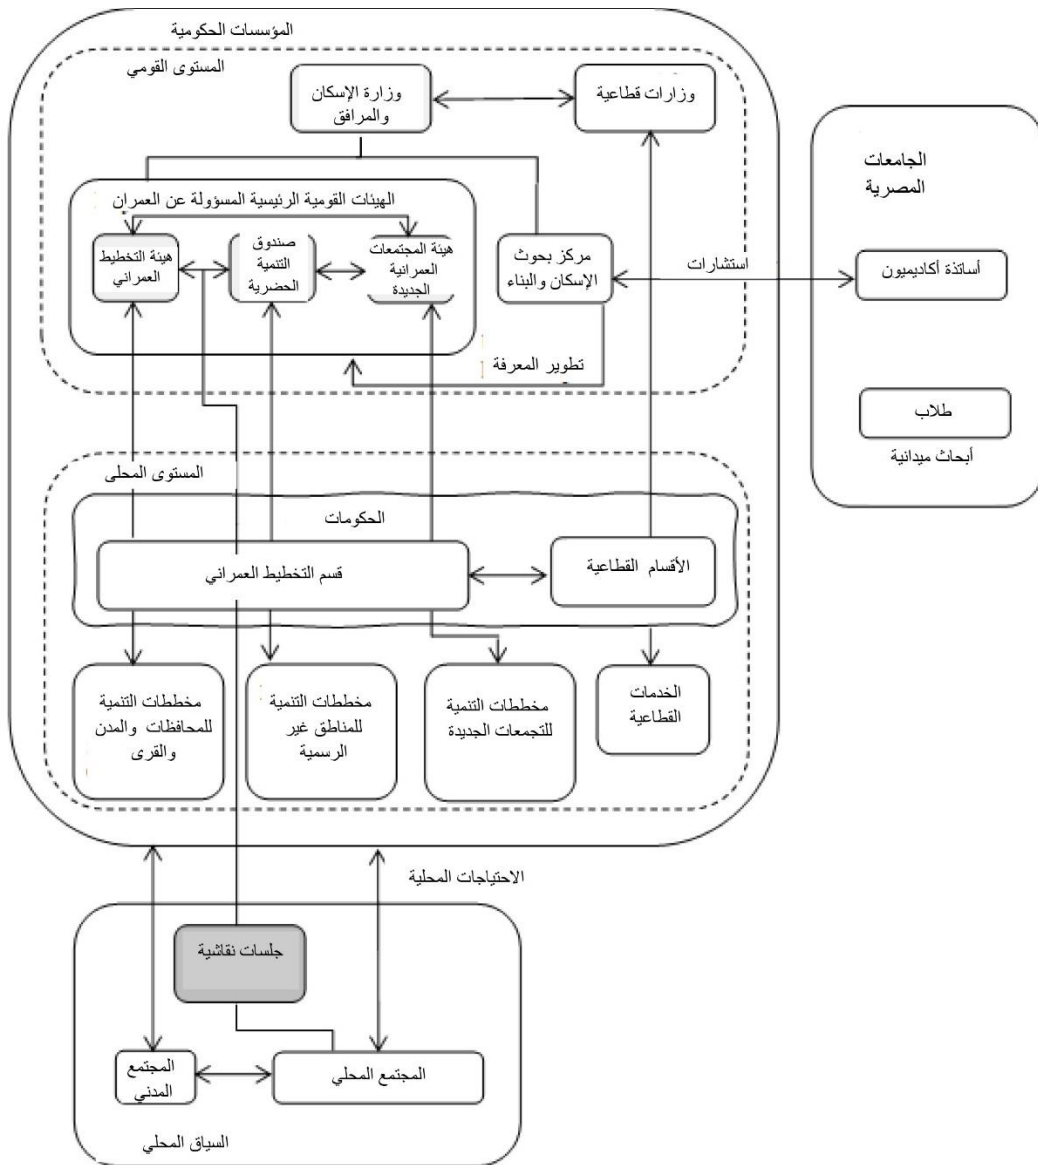 المؤسسات الحكومية
المستوى القومي
وزارة الإسكان
والمرافق
وزارات قطاعية
الهيئات القومية الرئيسية المسؤولة عن العمران
هيئة التخطيط
العمراني
صندوق
التنمية
الحضرية
هيئة المجتمعات
العمرانية
الجديدة
مركز بحوث
الإسكان والبناء
تطوير المعرفة
استشارات
الجامعات
المصرية
أساتذة أكاديميون
طلاب
أبحاث ميدانية
المستوى المحلى
الحكومات
قسم التخطيط العمراني
الأقسام القطاعية
مخططات التنمية
للمحافظات والمدن
والقرى
مخططات التنمية
للمناطق غير
الرسمية
مخططات التنمية
للتجمعات الجديدة
الخدمات
القطاعية
الاحتياجات المحلية
جلسات نقاشية
المجتمع
المدني
المجتمع المحلي
السياق المحلي